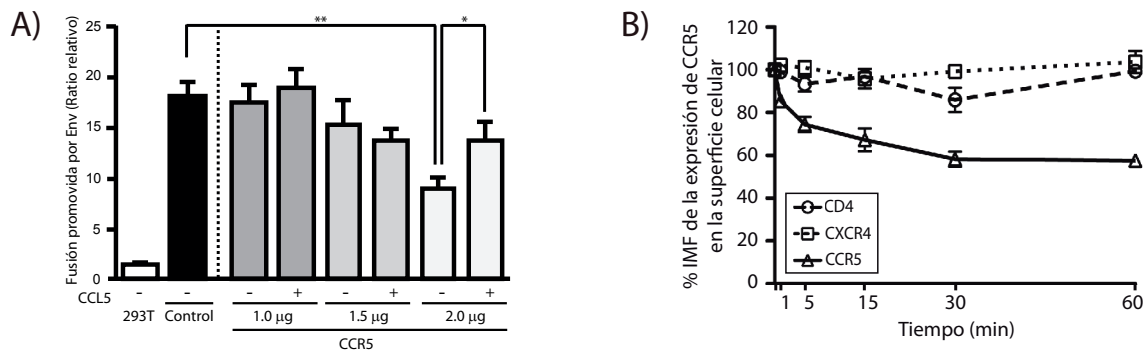 A)
Fusión promovida por Env (Ratio relativo)
25
20
15
10
5
0
** *
CCL5 - - - + - + - +
293T Control 1.0 µg 1.5 µg 2.0 µg
CCR5
B)
% IMF de la expresión de CCR5
en la superficie celular
120
100
80
60
40
20
0
CD4
CXCR4
CCR5
1 5 15 30 60
Tiempo (min)